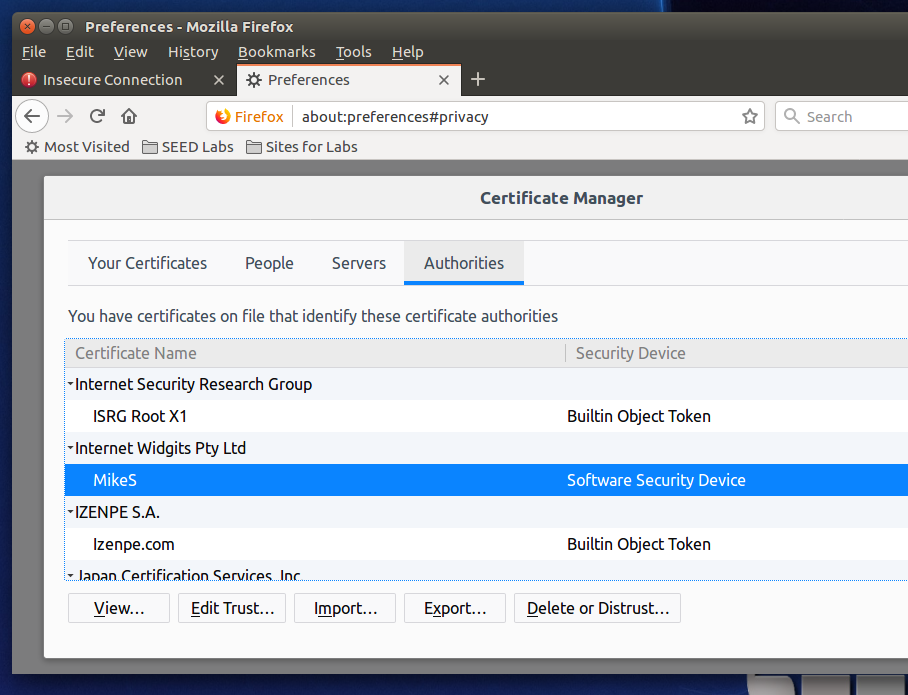 Preferences - Mozilla Firefox
File Edit View History Bookmarks Tools Help
Insecure Connection Preferences
Firefox about:preferences#privacy Search
Most Visited SEED Labs Sites for Labs
Certificate Manager
Your Certificates People Servers Authorities
You have certificates on file that identify these certificate authorities
Certificate Name Security Device
Internet Security Research Group
ISRG Root X1 Builtin Object Token
Internet Widgits Pty Ltd
MikeS Software Security Device
IZENPE S.A.
Izenpe.com Builtin Object Token
Japan Certification Services, Inc.
View… Edit Trust… Import… Export… Delete or Distrust…